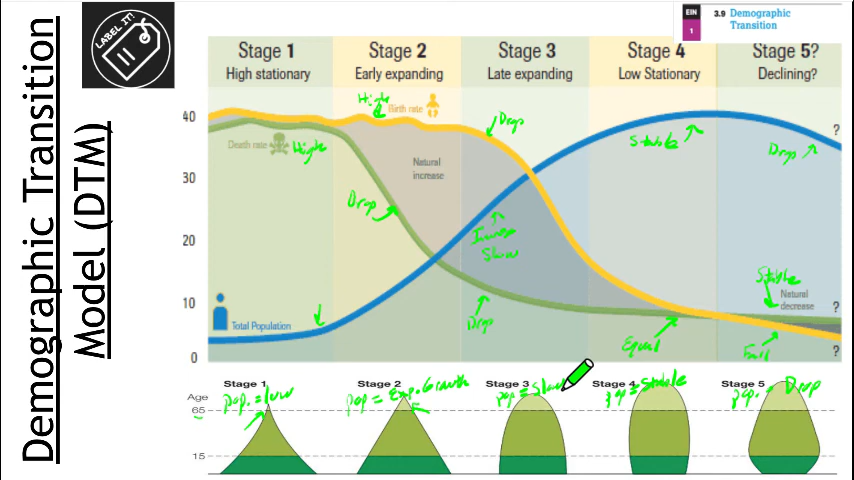 Demographic Transition
Model (DTM)
LABEL IT!
EIN
1
3.9 Demographic
Transition
Stage 1
High stationary
Stage 2
Early expanding
Stage 3
Late expanding
Stage 4
Low Stationary
Stage 5?
Declining?
40
30
20
10
0
High
Birth rate
Death rate
High
Drop
Natural
increase
Drop
Increase
Slow
Drop
Stable
Drop
?
Equal
Stable
Natural
decrease
?
Fall
?
Total Population
Age
65
15
Stage 1
pop. = low
Stage 2
pop = Exp. Growth
Stage 3
pop = Slow
Stage 4
pop = Stable
Stage 5
pop. = Drop